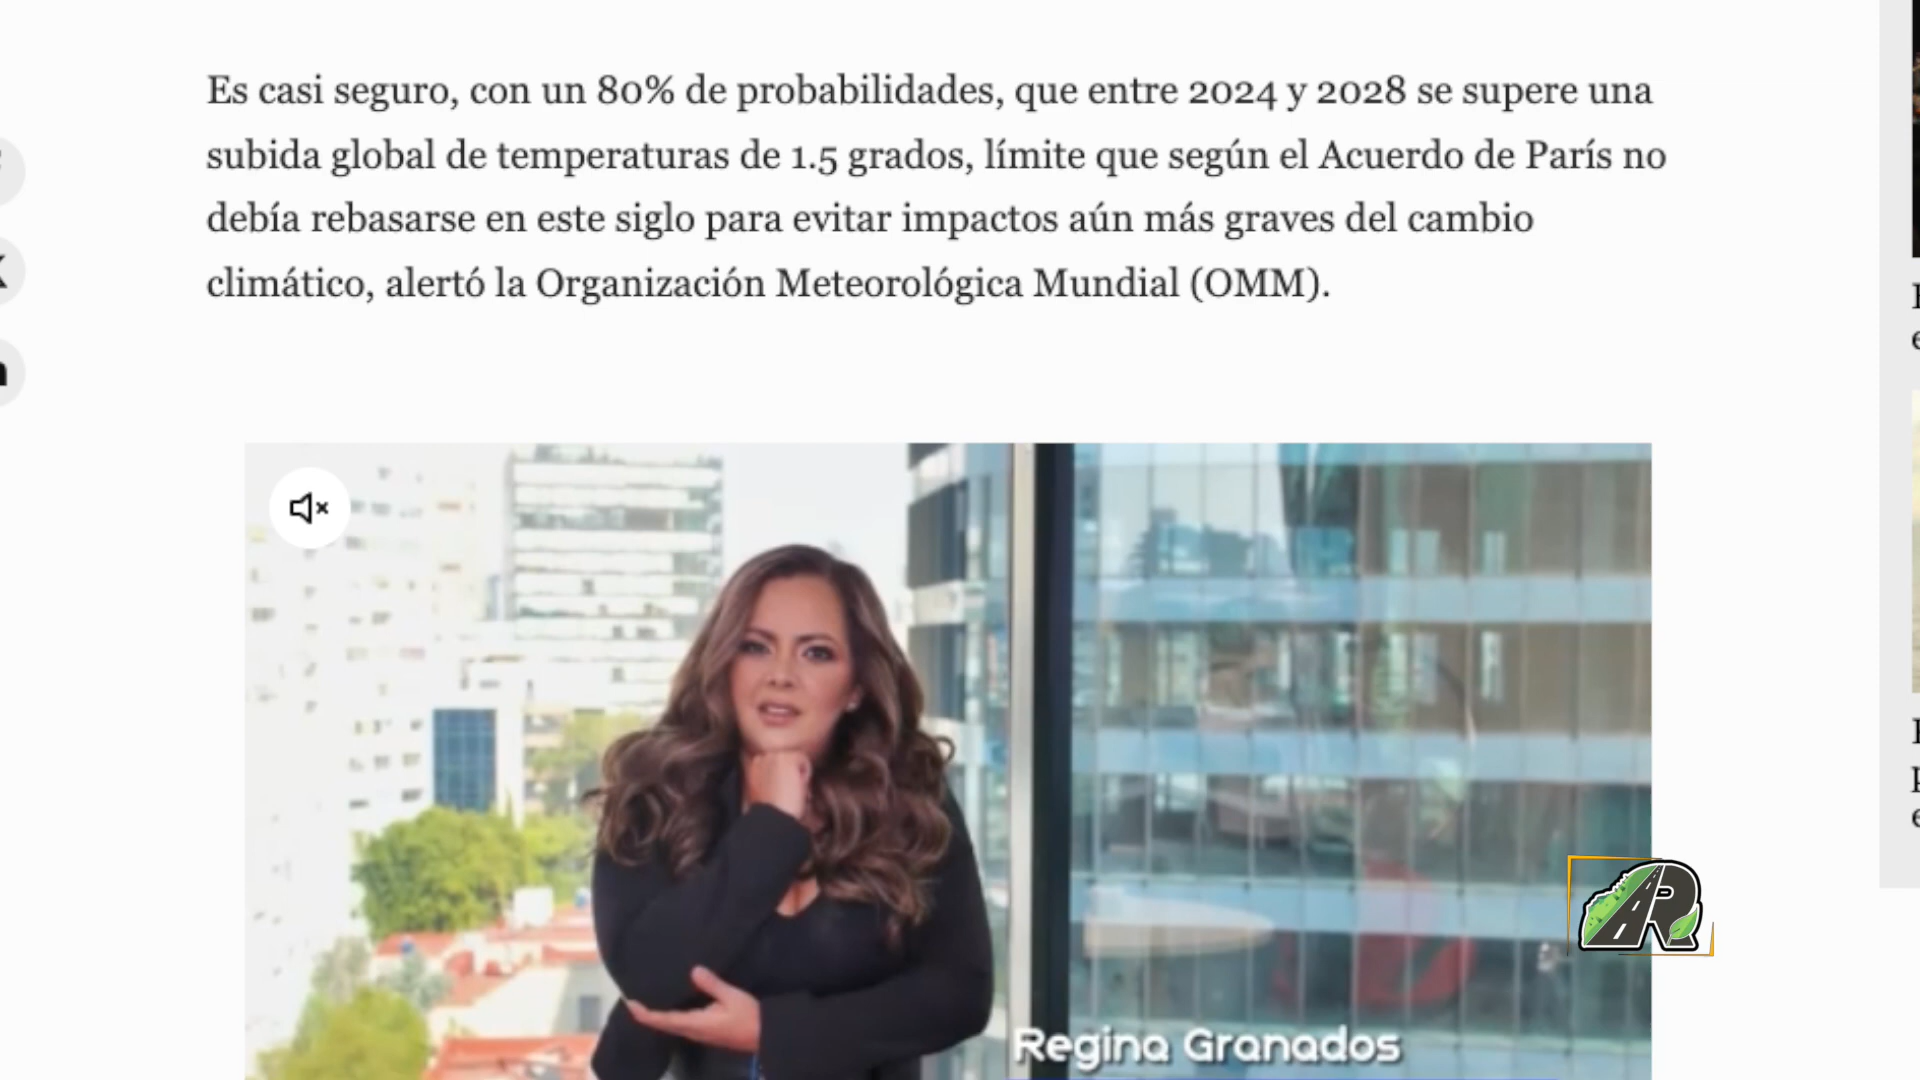 Es casi seguro, con un 80% de probabilidades, que entre 2024 y 2028 se supere una
subida global de temperaturas de 1.5 grados, límite que según el Acuerdo de París no
debía rebasarse en este siglo para evitar impactos aún más graves del cambio
climático, alertó la Organización Meteorológica Mundial (OMM).
Regina Granados
R